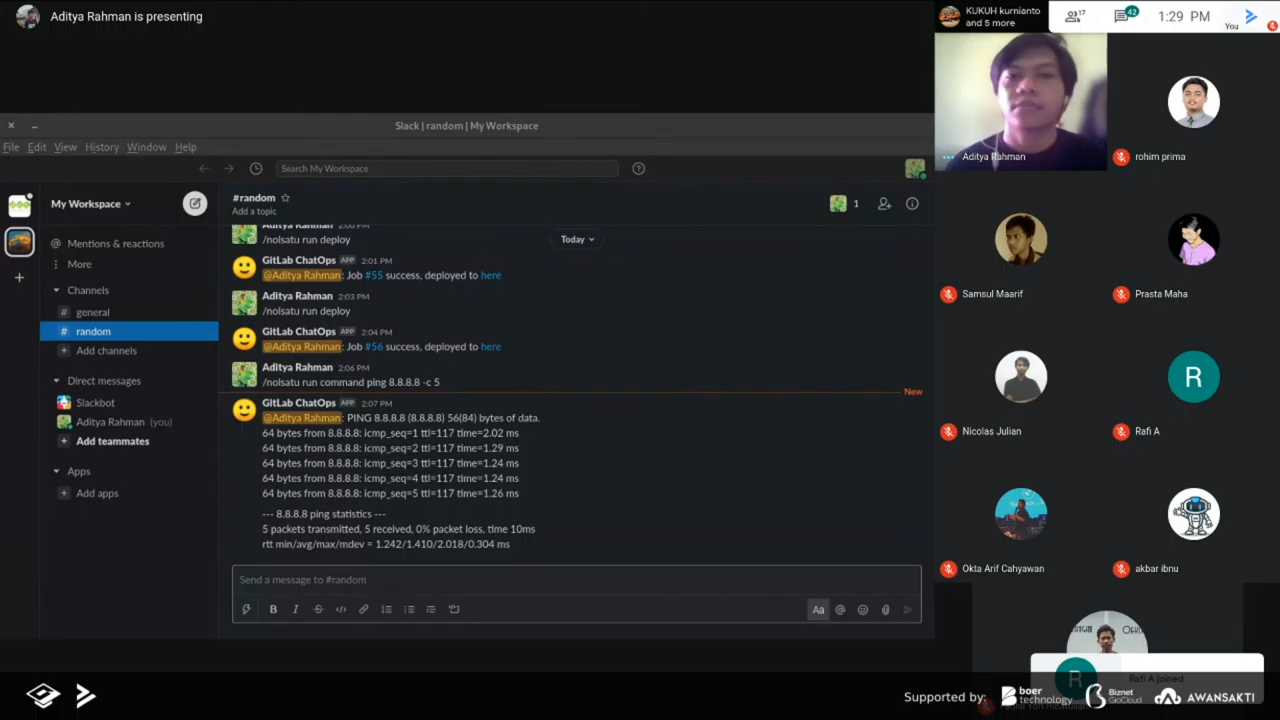 Aditya Rahman is presenting
KUKUH kurnianto
and 5 more
17
42
1:29 PM
You
Slack | random | My Workspace
File Edit View History Window Help
Search My Workspace
My Workspace
Mentions & reactions
More
Channels
# general
# random
+ Add channels
Direct messages
Slackbot
Aditya Rahman (you)
+ Add teammates
Apps
+ Add apps
#random
Add a topic
1
Today
Aditya Rahman 2:00 PM
/nolsatu run deploy
GitLab ChatOps APP 2:01 PM
@Aditya Rahman: Job #55 success, deployed to here
Aditya Rahman 2:03 PM
/nolsatu run deploy
GitLab ChatOps APP 2:04 PM
@Aditya Rahman: Job #56 success, deployed to here
Aditya Rahman 2:06 PM
/nolsatu run command ping 8.8.8.8 -c 5
New
GitLab ChatOps APP 2:07 PM
@Aditya Rahman: PING 8.8.8.8 (8.8.8.8) 56(84) bytes of data.
64 bytes from 8.8.8.8: icmp_seq=1 ttl=117 time=2.02 ms
64 bytes from 8.8.8.8: icmp_seq=2 ttl=117 time=1.29 ms
64 bytes from 8.8.8.8: icmp_seq=3 ttl=117 time=1.24 ms
64 bytes from 8.8.8.8: icmp_seq=4 ttl=117 time=1.24 ms
64 bytes from 8.8.8.8: icmp_seq=5 ttl=117 time=1.26 ms
--- 8.8.8.8 ping statistics ---
5 packets transmitted, 5 received, 0% packet loss, time 10ms
rtt min/avg/max/mdev = 1.242/1.410/2.018/0.304 ms
Send a message to #random
B I S Aa @
Aditya Rahman
rohim prima
Samsul Maarif
Prasta Maha
Nicolas Julian
R
Rafi A
Okta Arif Cahyawan
akbar ibnu
R
Rafi A joined
Supported by:
boer
technology
Biznet
GioCloud
AWANSAKTI